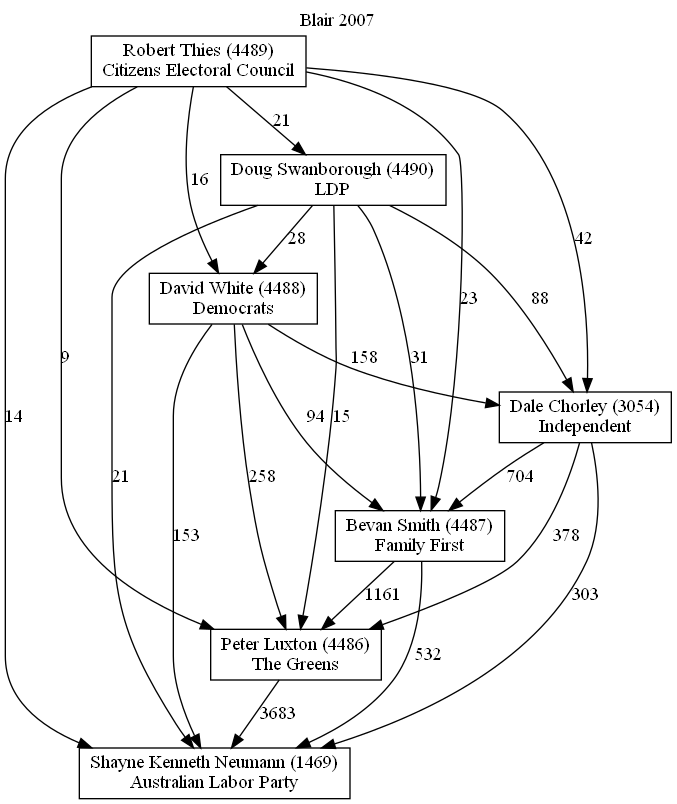 Blair 2007
Robert Thies (4489)
Citizens Electoral Council
21
Doug Swanborough (4490)
LDP
16
28
42
David White (4488)
Democrats
23
88
9
158
31
Dale Chorley (3054)
Independent
14
94
15
21
258
704
Bevan Smith (4487)
Family First
153
378
1161
303
Peter Luxton (4486)
The Greens
532
3683
Shayne Kenneth Neumann (1469)
Australian Labor Party